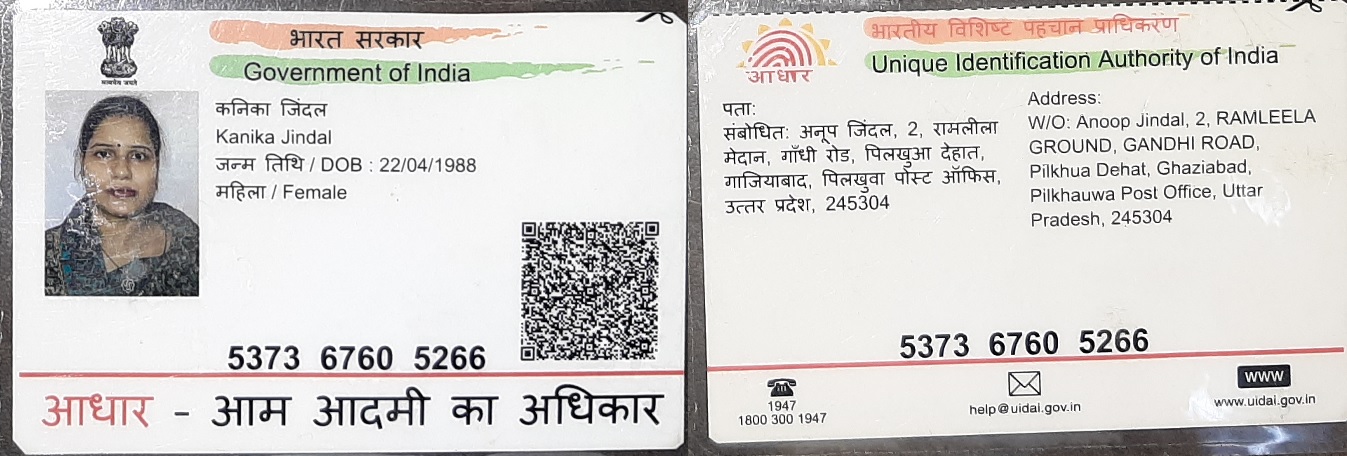 भारत सरकार
Government of India
कनिका जिंदल
Kanika Jindal
जन्म तिथि / DOB : 22/04/1988
महिला / Female
5373 6760 5266
आधार - आम आदमी का अधिकार
भारतीय विशिष्ट पहचान प्राधिकरण
Unique Identification Authority of India
आधार
पता:
संबोधित: अनूप जिंदल, 2, रामलीला
मेदान, गाँधी रोड, पिलखुआ देहात,
गाजियाबाद, पिलखुवा पोस्ट ऑफिस,
उत्तर प्रदेश, 245304
Address:
W/O: Anoop Jindal, 2, RAMLEELA
GROUND, GANDHI ROAD,
Pilkhua Dehat, Ghaziabad,
Pilkhauwa Post Office, Uttar
Pradesh, 245304
5373 6760 5266
1947
1800 300 1947
help@uidai.gov.in
www
www.uidai.gov.in